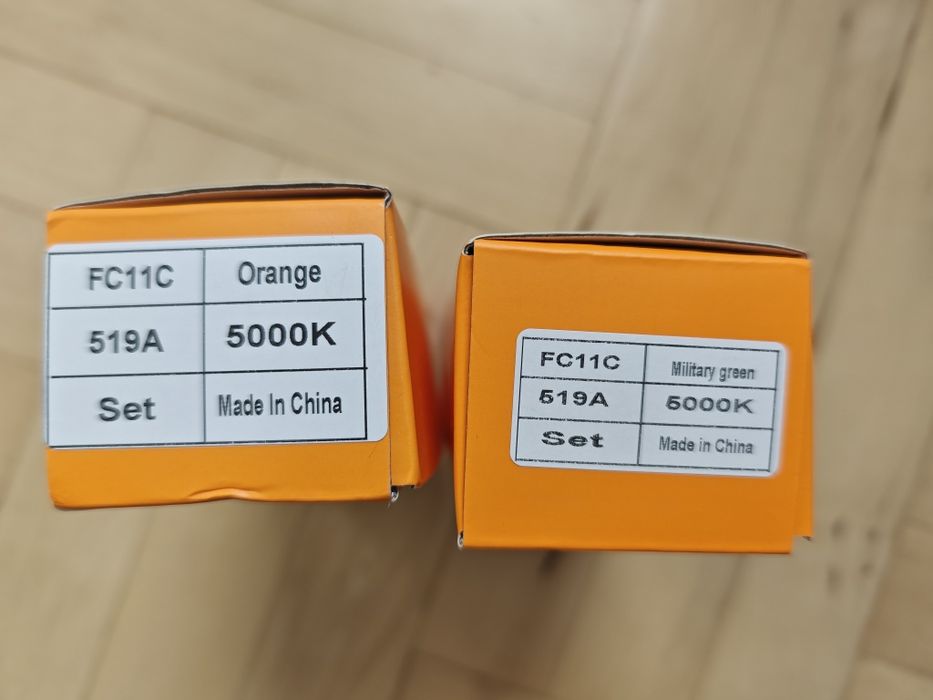 FC11C Orange
519A 5000K
Set Made In China
FC11C Military green
519A 5000K
Set Made in China